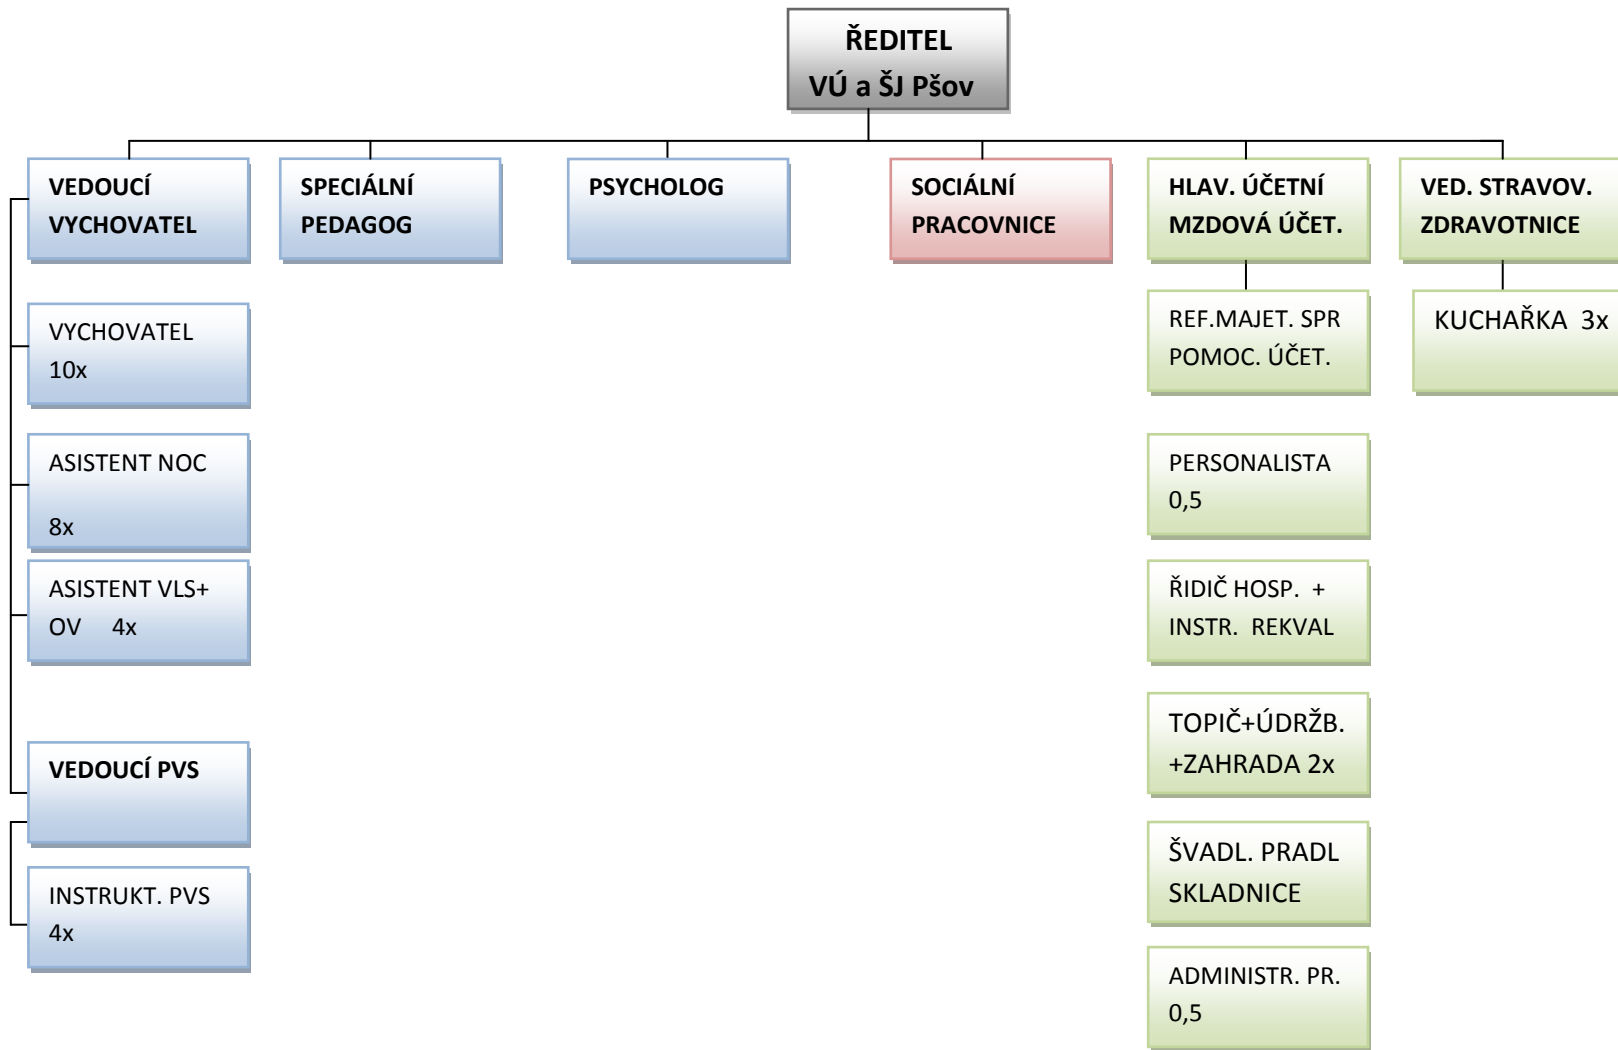 ŘEDITEL
VÚ a ŠJ Pšov
VEDOUCÍ
VYCHOVATEL
SPECIÁLNÍ
PEDAGOG
PSYCHOLOG
SOCIÁLNÍ
PRACOVNICE
HLAV. ÚČETNÍ
MZDOVÁ ÚČET.
VED. STRAVOV.
ZDRAVOTNICE
VYCHOVATEL
10x
ASISTENT NOC
8x
ASISTENT VLS+
OV 4x
VEDOUCÍ PVS
INSTRUKT. PVS
4x
REF.MAJET. SPR
POMOC. ÚČET.
PERSONALISTA
0,5
ŘIDIČ HOSP. +
INSTR. REKVAL
TOPIČ+ÚDRŽB.
+ZAHRADA 2x
ŠVADL. PRADL
SKLADNICE
ADMINISTR. PR.
0,5
KUCHAŘKA 3x